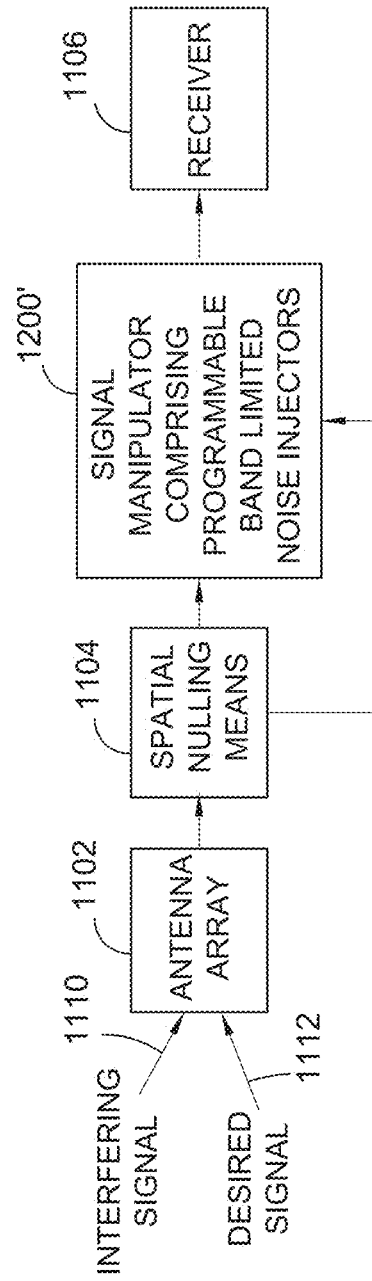 INTERFERING
SIGNAL
1110
DESIRED
SIGNAL
1112
1102
ANTENNA
ARRAY
1104
SPATIAL
NULLING
MEANS
1200'
SIGNAL
MANIPULATOR
COMPRISING
PROGRAMMABLE
BAND LIMITED
NOISE INJECTORS
1106
RECEIVER